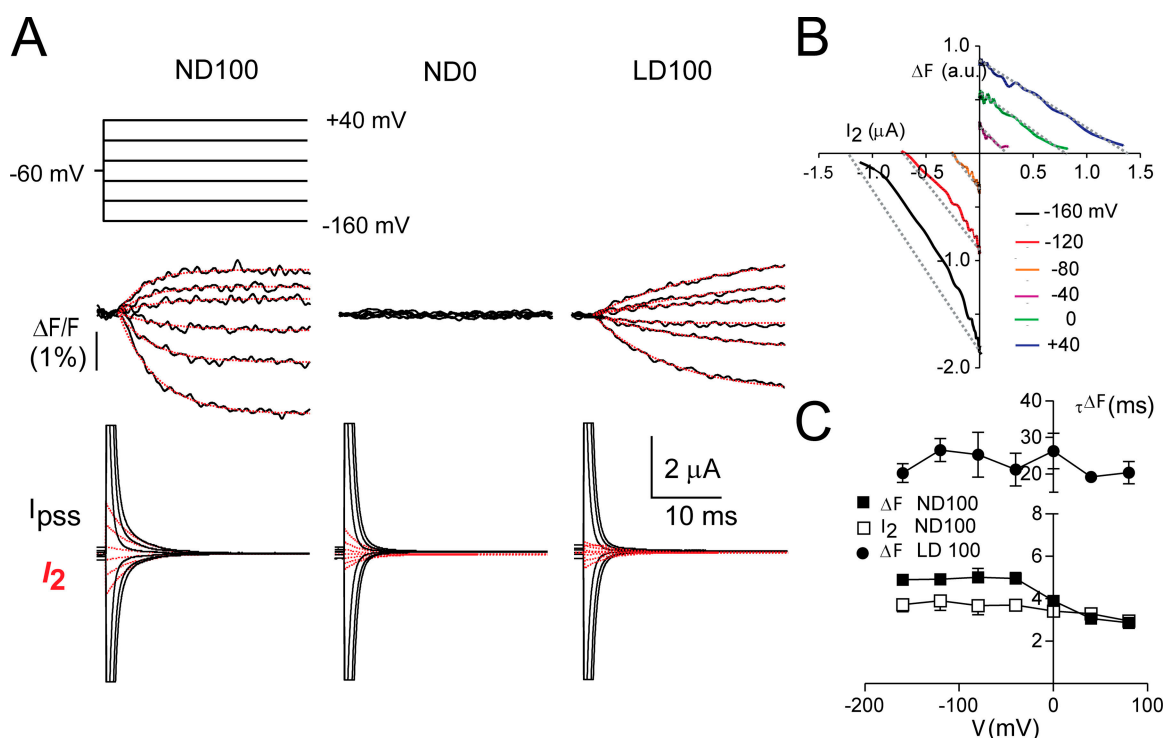 A
ND100
ND0
LD100
+40 mV
-60 mV
-160 mV
ΔF/F
(1%)
2 μA
10 ms
Ipss
I2
B
1.0
ΔF (a.u.)
I2 (μA)
-1.5
-1.0
-0.5
0.5
1.0
1.5
-1.0
-2.0
-160 mV
-120
-80
-40
0
+40
C
40
τΔF (ms)
30
20
ΔF ND100
I2 ND100
ΔF LD 100
8
6
4
2
-200
-100
0
100
V(mV)